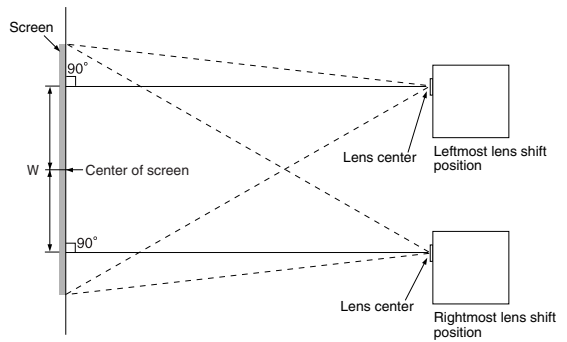 Screen
90°
Lens center
Leftmost lens shift
position
W
Center of screen
90°
Lens center
Rightmost lens shift
position